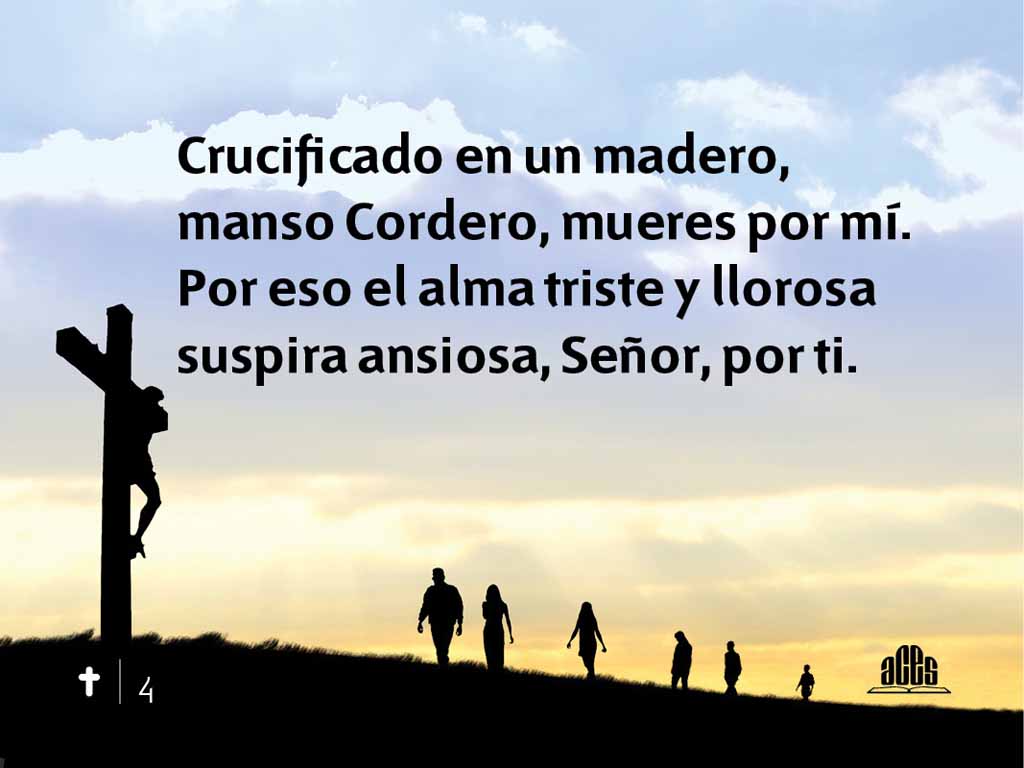 Crucificado en un madero,
manso Cordero, mueres por mí.
Por eso el alma triste y llorosa
suspira ansiosa, Señor, por ti.
4
aces